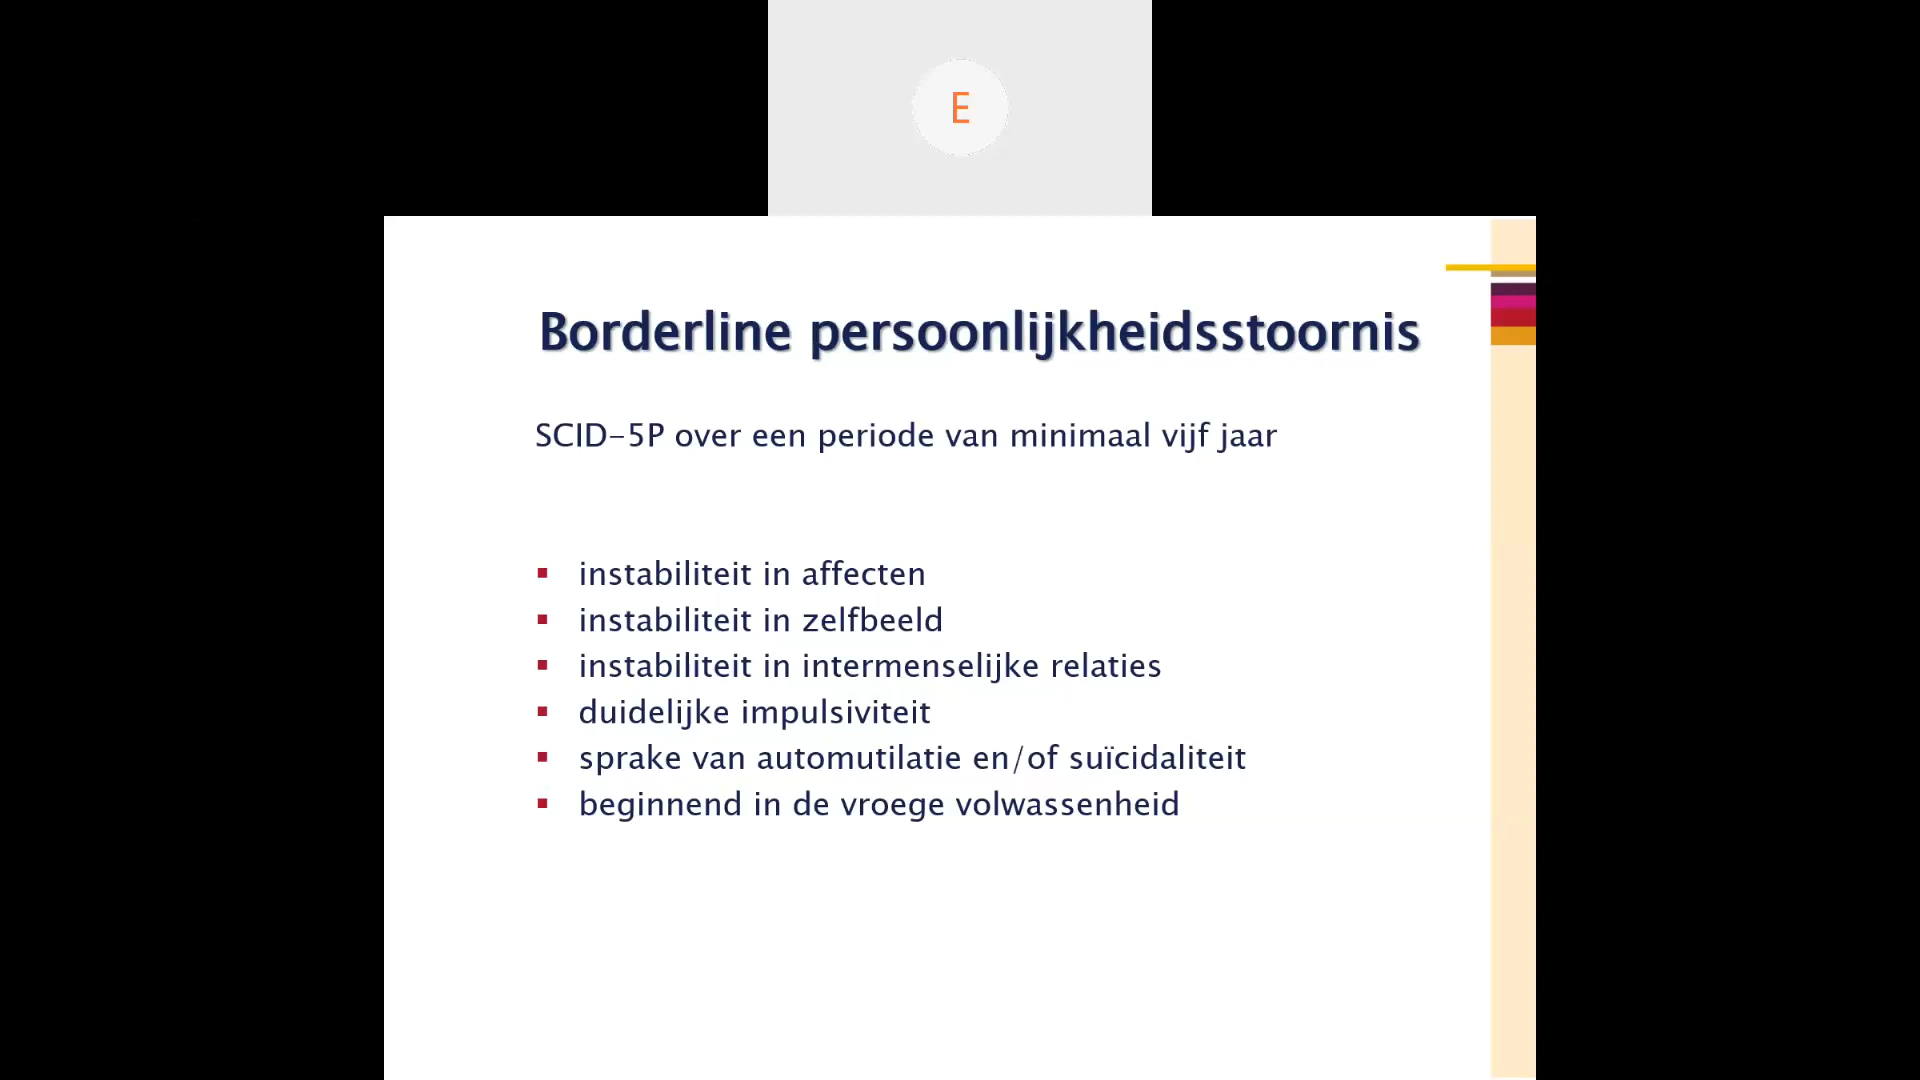 E
Borderline persoonlijkheidsstoornis
SCID-5P over een periode van minimaal vijf jaar
▪ instabiliteit in affecten
▪ instabiliteit in zelfbeeld
▪ instabiliteit in intermenselijke relaties
▪ duidelijke impulsiviteit
▪ sprake van automutilatie en/of suïcidaliteit
▪ beginnend in de vroege volwassenheid